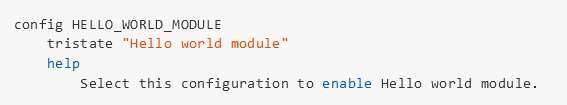 config HELLO_WORLD_MODULE
    tristate "Hello world module"
    help
        Select this configuration to enable Hello world module.